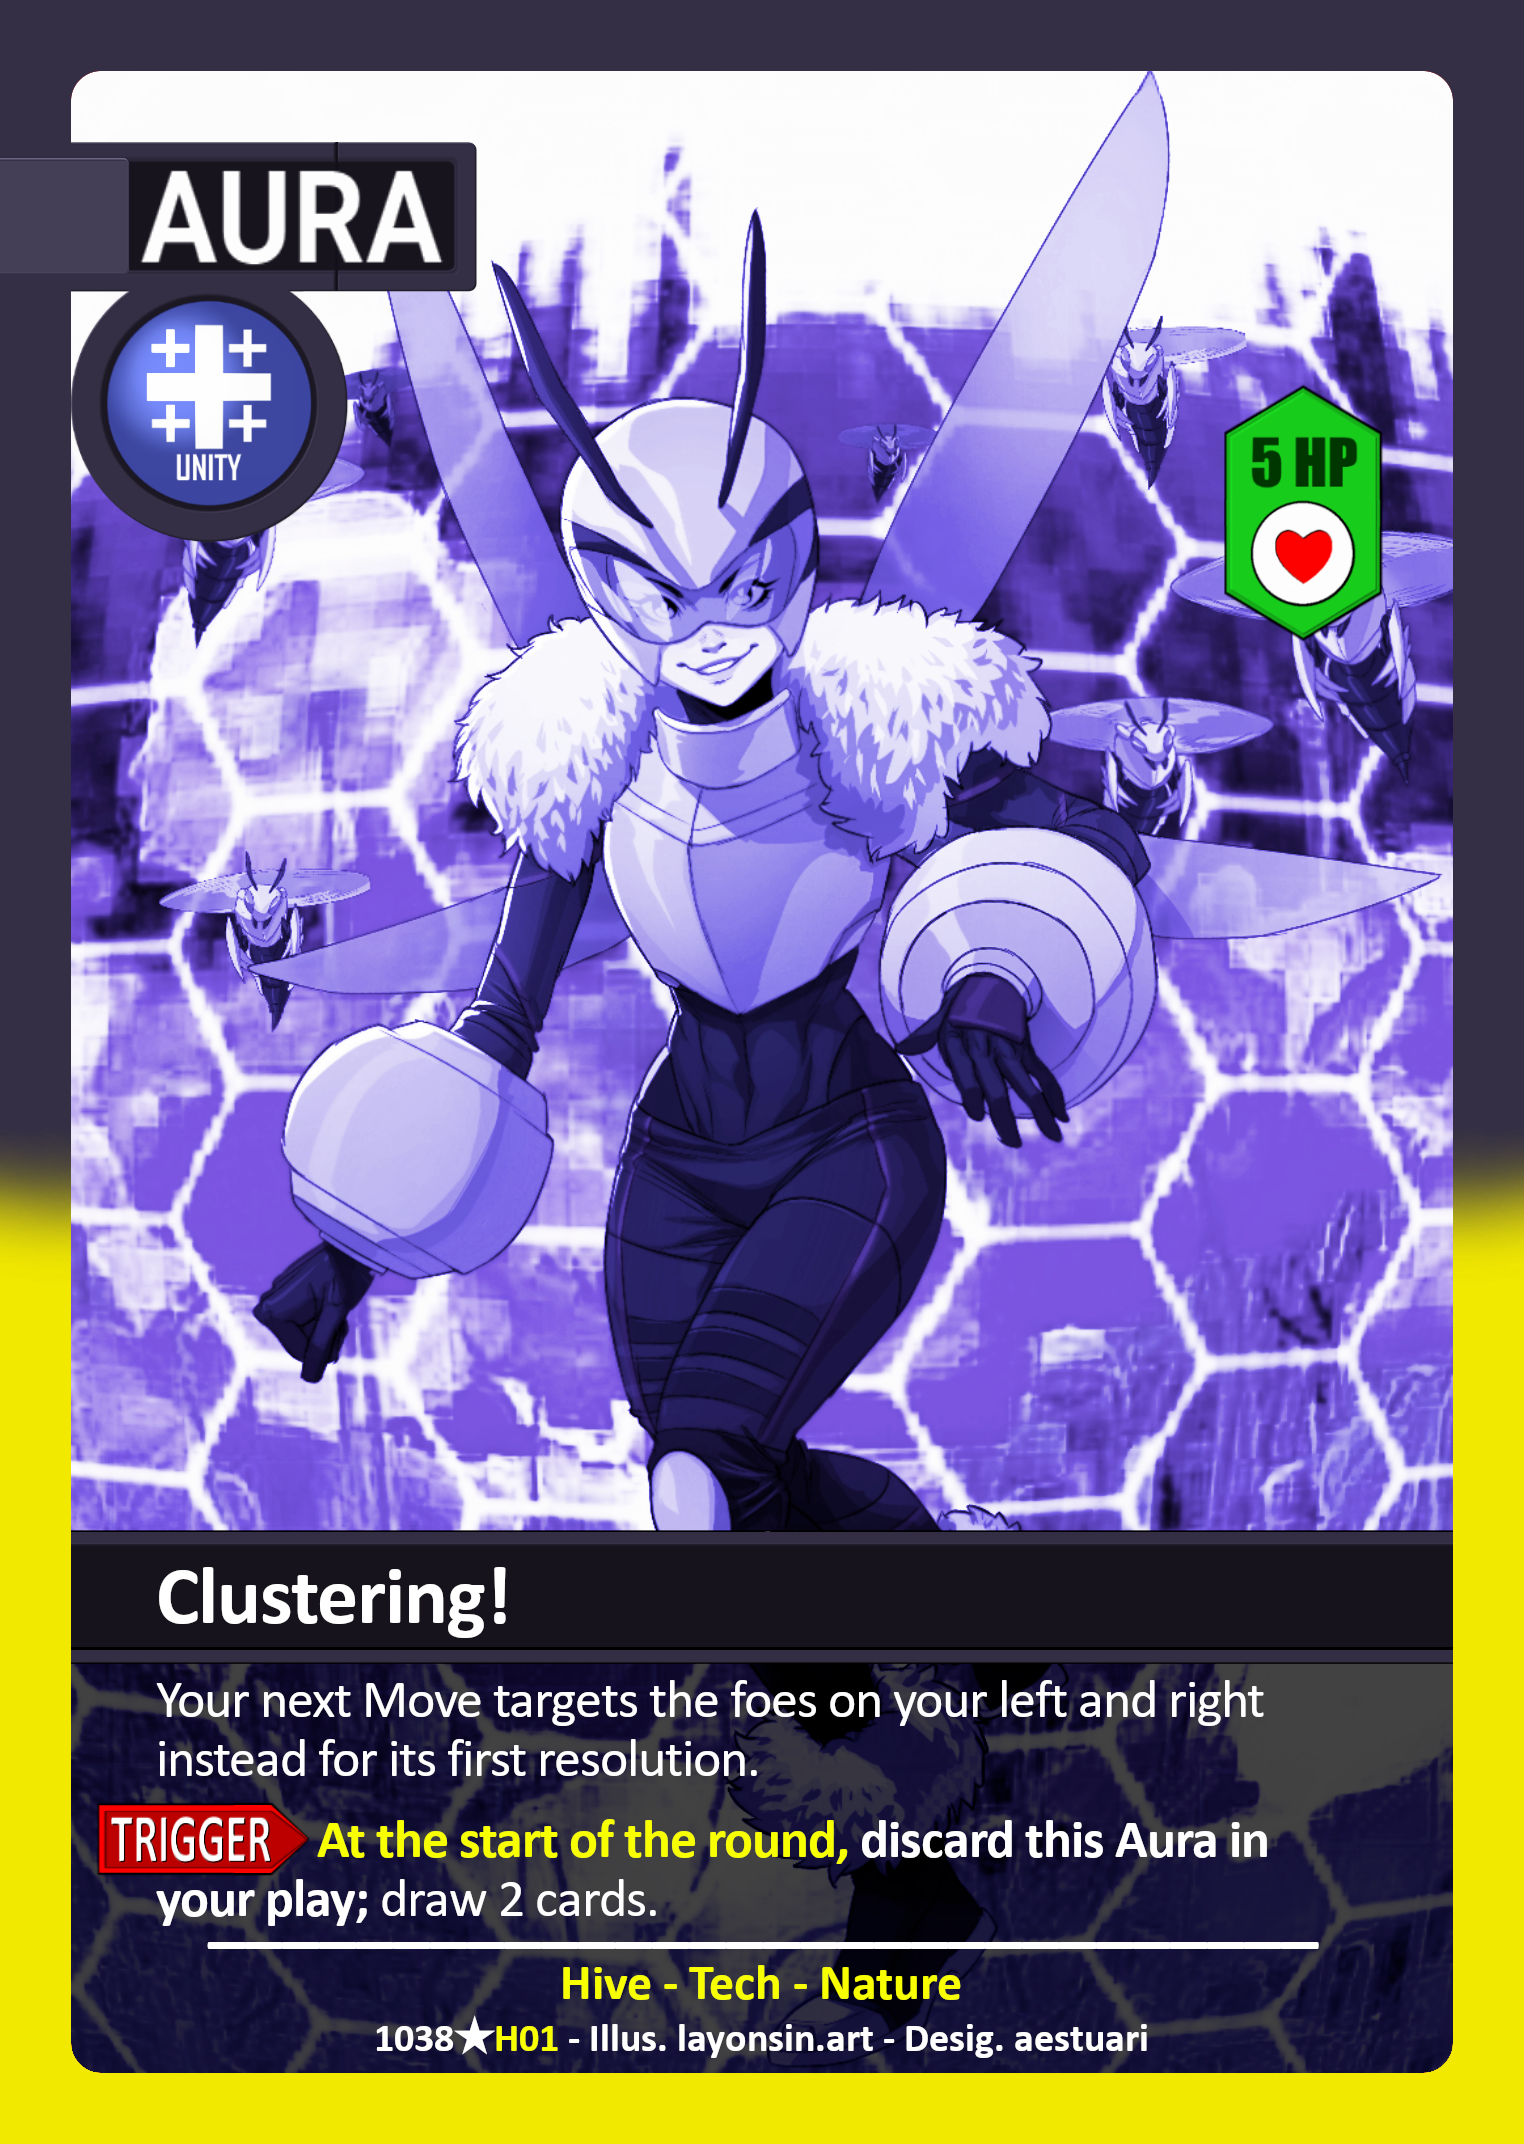 AURA
UNITY
5 HP
Clustering!
Your next Move targets the foes on your left and right
instead for its first resolution.
TRIGGER At the start of the round, discard this Aura in
your play; draw 2 cards.
Hive - Tech - Nature
1038★H01 - Illus. layonsin.art - Desig. aestuari